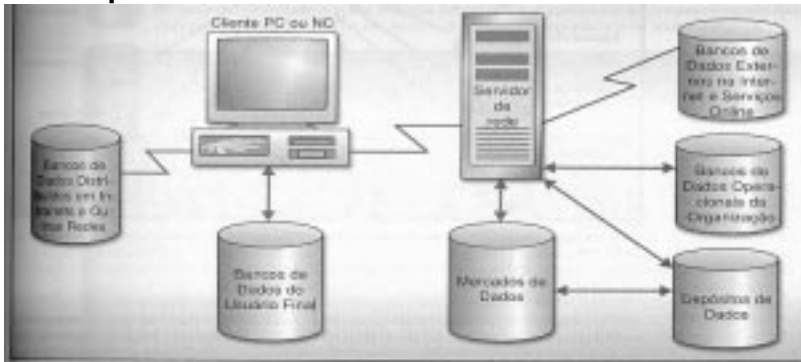 Cliente PC ou NC
Servidor
de
rede
Bancos de
Dados Exter-
nos na Inter-
net e Serviços
Online
Bancos de
Dados Distri-
buídos em In-
tranets e Ou-
tras Redes
Bancos de
Dados do
Usuário Final
Mercados de
Dados
Bancos de
Dados Opera-
cionais da
Organização
Depósitos de
Dados